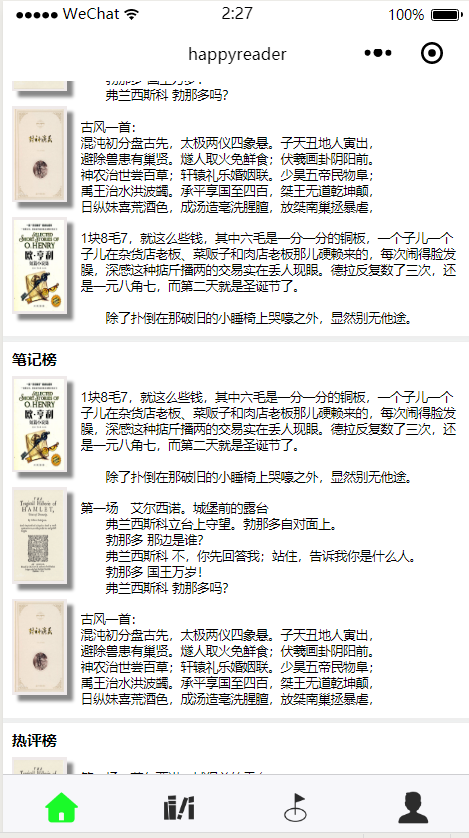 WeChat 2:27 100%
happyreader
勃那多 国王万岁！
弗兰西斯科 勃那多吗？
古风一首：
混沌初分盘古先，太极两仪四象悬。子天丑地人寅出，
避除兽患有巢贤。燧人取火免鲜食；伏羲画卦阴阳前。
神农治世尝百草；轩辕礼乐婚姻联。少昊五帝民物阜；
禹王治水洪波蠲。承平享国至四百，桀王无道乾坤颠，
日纵妹喜荒酒色，成汤造亳洗腥膻，放桀南巢拯暴虐，
SELECTED
SHORT STORIES OF
O. HENRY
欧·亨利
1块8毛7，就这么些钱，其中六毛是一分一分的铜板，一个子儿一个
子儿在杂货店老板、菜贩子和肉店老板那儿硬赖来的，每次闹得脸发
臊，深感这种掂斤播两的交易实在丢人现眼。德拉反复数了三次，还
是一元八角七，而第二天就是圣诞节了。
除了扑倒在那破旧的小睡椅上哭嚎之外，显然别无他途。
笔记榜
SELECTED
SHORT STORIES OF
O. HENRY
欧·亨利
1块8毛7，就这么些钱，其中六毛是一分一分的铜板，一个子儿一个
子儿在杂货店老板、菜贩子和肉店老板那儿硬赖来的，每次闹得脸发
臊，深感这种掂斤播两的交易实在丢人现眼。德拉反复数了三次，还
是一元八角七，而第二天就是圣诞节了。
除了扑倒在那破旧的小睡椅上哭嚎之外，显然别无他途。
THE
Tragicall Historie of
HAMLET,
第一场 艾尔西诺。城堡前的露台
弗兰西斯科立台上守望。勃那多自对面上。
勃那多 那边是谁？
弗兰西斯科 不，你先回答我；站住，告诉我你是什么人。
勃那多 国王万岁！
弗兰西斯科 勃那多吗？
古风一首：
混沌初分盘古先，太极两仪四象悬。子天丑地人寅出，
避除兽患有巢贤。燧人取火免鲜食；伏羲画卦阴阳前。
神农治世尝百草；轩辕礼乐婚姻联。少昊五帝民物阜；
禹王治水洪波蠲。承平享国至四百，桀王无道乾坤颠，
日纵妹喜荒酒色，成汤造亳洗腥膻，放桀南巢拯暴虐，
热评榜